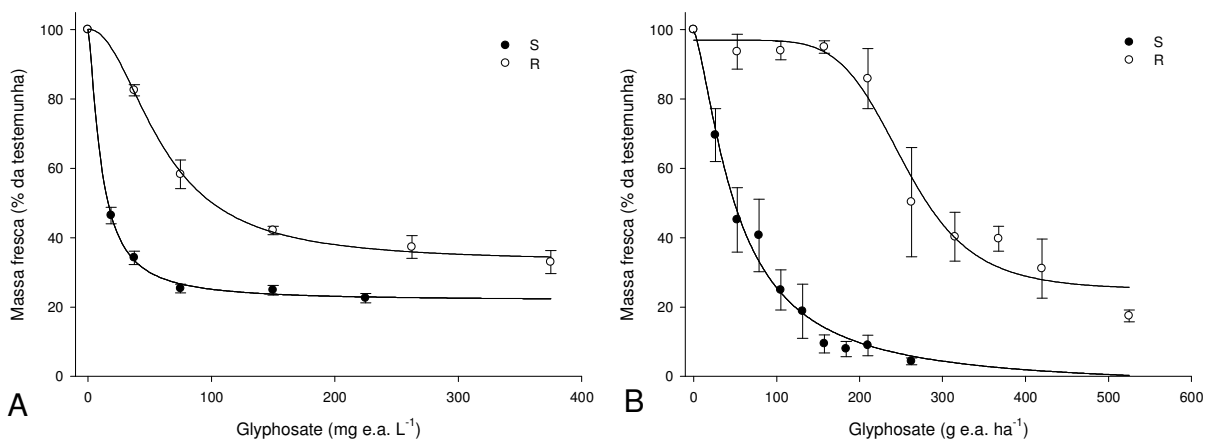 Massa fresca (% da testemunha)
100
80
60
40
20
0
S
R
0 100 200 300 400
Glyphosate (mg e.a. L⁻¹)
A
Massa fresca (% da testemunha)
100
80
60
40
20
0
S
R
0 100 200 300 400 500 600
Glyphosate (g e.a. ha⁻¹)
B